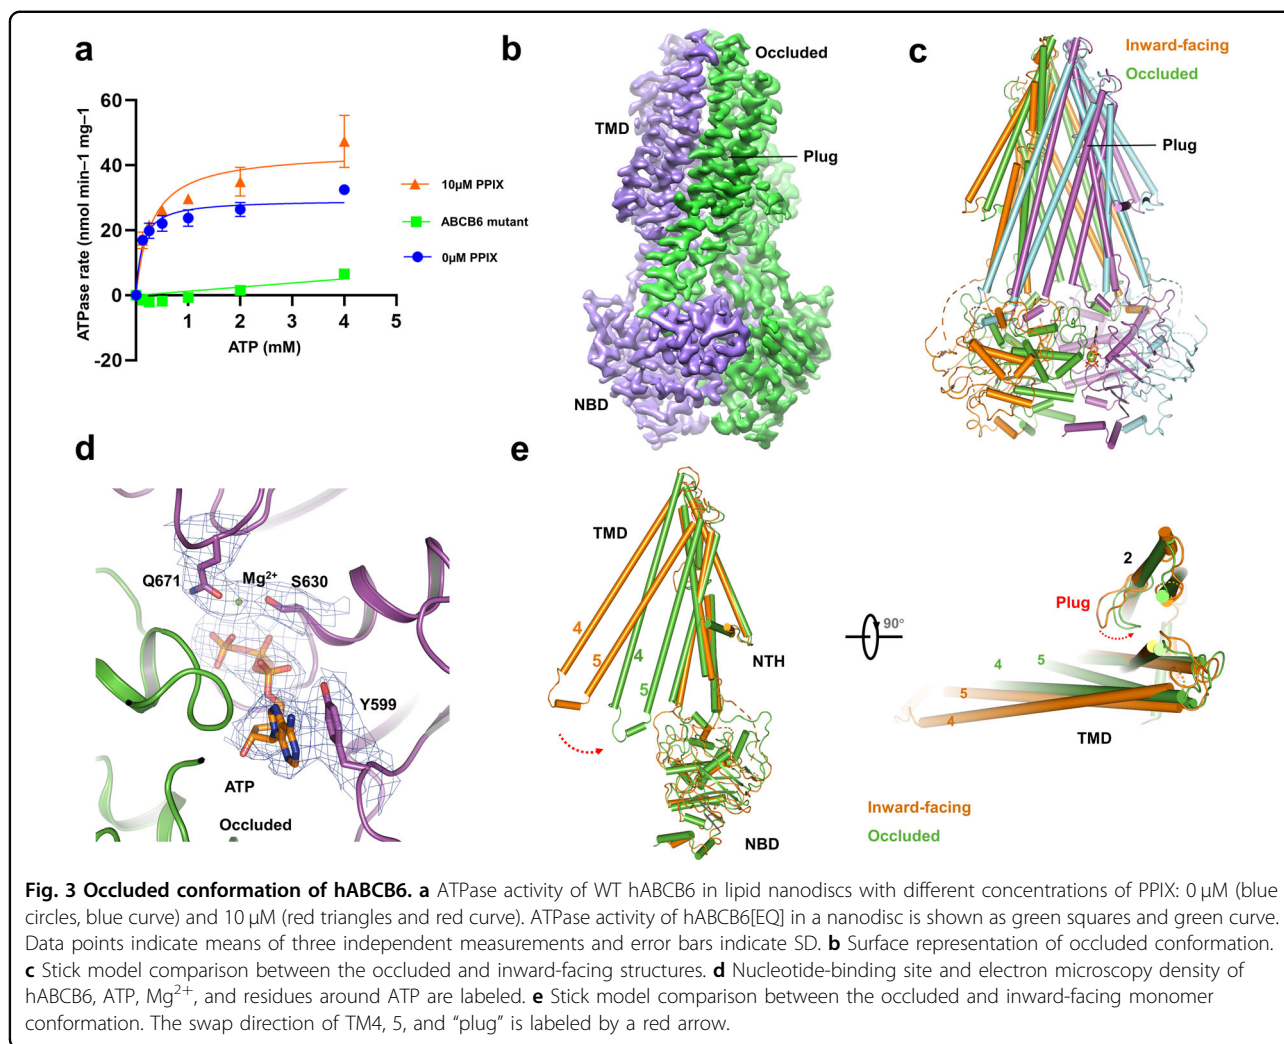 a
ATPase rate (nmol min–1 mg–1)
60
40
20
0
-20
1
2
3
4
5
ATP (mM)
10µM PPIX
ABCB6 mutant
0µM PPIX
b
Occluded
TMD
Plug
NBD
c
Inward-facing
Occluded
Plug
d
Q671
Mg2+
S630
Y599
ATP
Occluded
e
TMD
4
5
4
5
NTH
NBD
90°
2
Plug
4
5
5
4
TMD
Inward-facing
Occluded
Fig. 3 Occluded conformation of hABCB6. a ATPase activity of WT hABCB6 in lipid nanodiscs with different concentrations of PPIX: 0 µM (blue
circles, blue curve) and 10 µM (red triangles and red curve). ATPase activity of hABCB6[EQ] in a nanodisc is shown as green squares and green curve.
Data points indicate means of three independent measurements and error bars indicate SD. b Surface representation of occluded conformation.
c Stick model comparison between the occluded and inward-facing structures. d Nucleotide-binding site and electron microscopy density of
hABCB6, ATP, Mg2+, and residues around ATP are labeled. e Stick model comparison between the occluded and inward-facing monomer
conformation. The swap direction of TM4, 5, and “plug” is labeled by a red arrow.